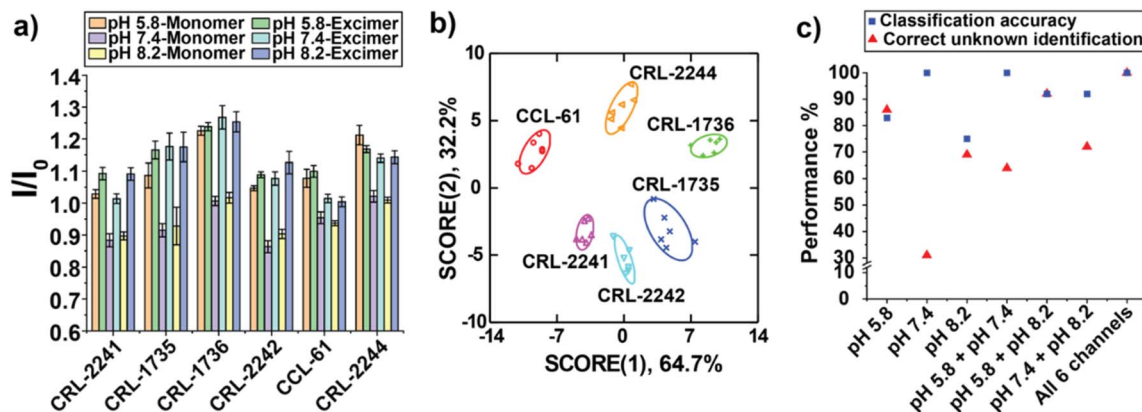 a)
pH 5.8-Monomer pH 5.8-Excimer
pH 7.4-Monomer pH 7.4-Excimer
pH 8.2-Monomer pH 8.2-Excimer
I/I0
1.4
1.3
1.2
1.1
1.0
0.9
0.8
0.7
0.6
CRL-2241
CRL-1735
CRL-1736
CRL-2242
CCL-61
CRL-2244
b)
SCORE(2), 32.2%
10
5
0
-5
-10
CRL-2244
CCL-61
CRL-1736
CRL-1735
CRL-2241
CRL-2242
-14 -7 0 7 14
SCORE(1), 64.7%
c)
Classification accuracy
Correct unknown identification
Performance %
100
90
80
70
60
50
40
30
10
0
pH 5.8
pH 7.4
pH 8.2
pH 5.8 + pH 7.4
pH 5.8 + pH 8.2
pH 7.4 + pH 8.2
All 6 channels